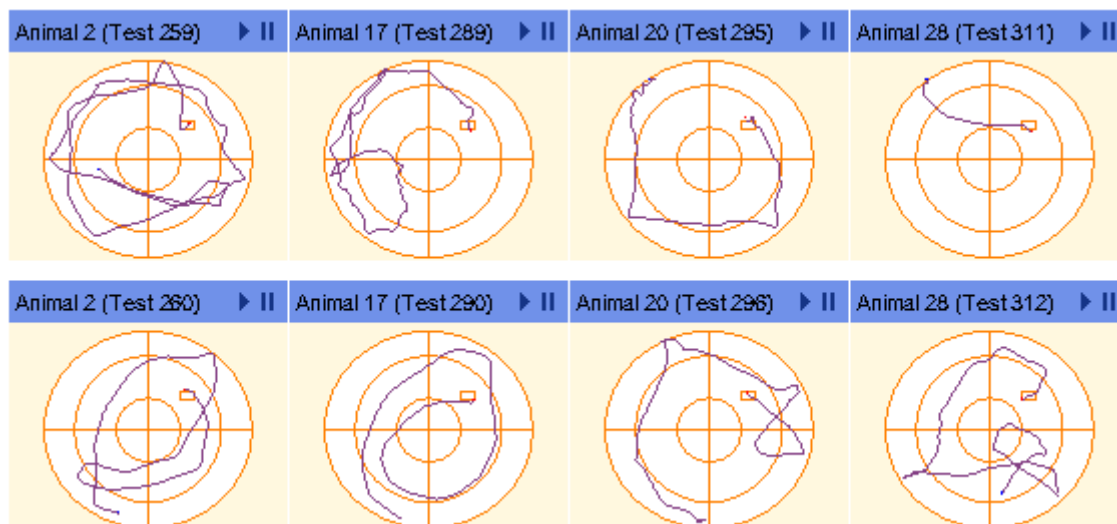 Animal 2 (Test 259)
Animal 17 (Test 289)
Animal 20 (Test 295)
Animal 28 (Test 311)
Animal 2 (Test 260)
Animal 17 (Test 290)
Animal 20 (Test 296)
Animal 28 (Test 312)